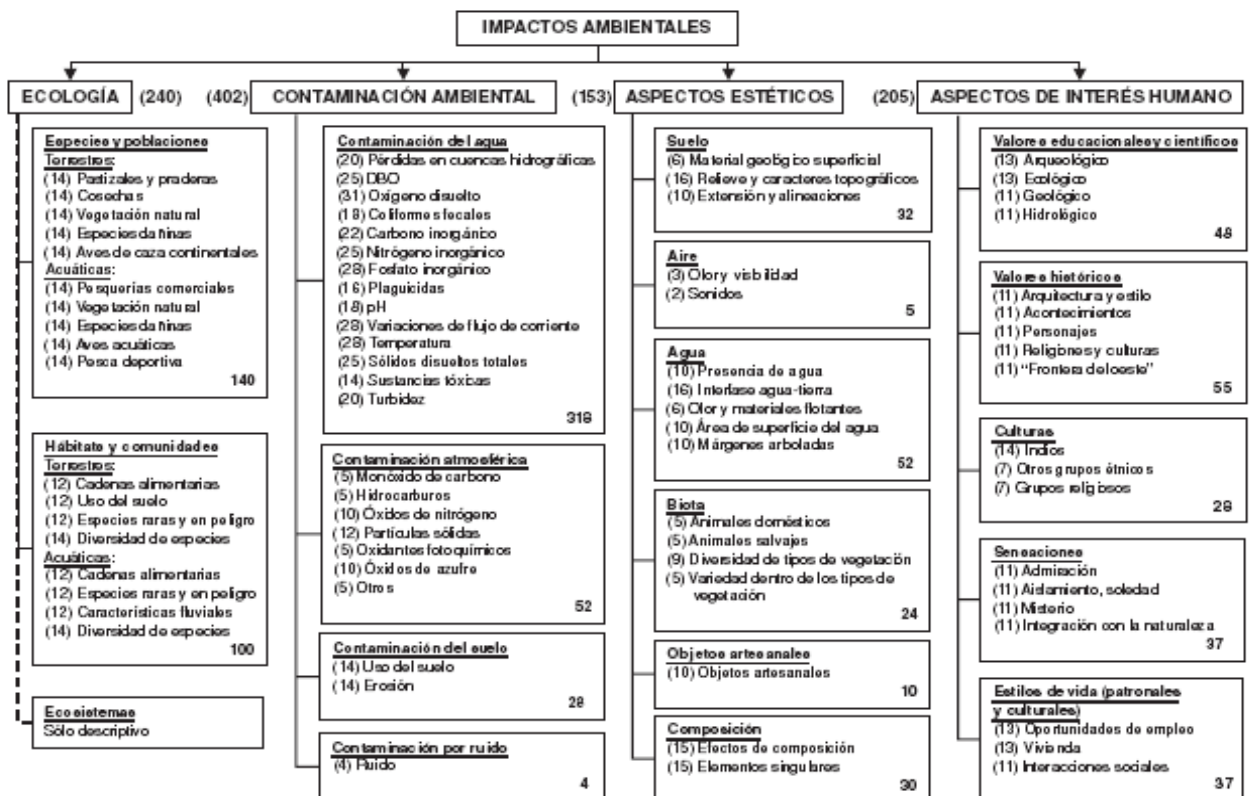 IMPACTOS AMBIENTALES
ECOLOGÍA (240)
Especies y poblaciones
Terrestres:
(14) Pastizales y praderas
(14) Cosechas
(14) Vegetación natural
(14) Especies dañinas
(14) Aves de caza continentales
Acuáticas:
(14) Pesquerías comerciales
(14) Vegetación natural
(14) Especies dañinas
(14) Aves acuáticas
(14) Pesca deportiva
140
Hábitats y comunidades
Terrestres:
(12) Cadenas alimentarias
(12) Uso del suelo
(12) Especies raras y en peligro
(14) Diversidad de especies
Acuáticas:
(12) Cadenas alimentarias
(12) Especies raras y en peligro
(12) Características fluviales
(14) Diversidad de especies
100
Ecosistemas
Sólo descriptivo
(402) CONTAMINACIÓN AMBIENTAL
Contaminación del agua
(20) Pérdidas en cuencas hidrográficas
(25) DBO
(31) Oxígeno disuelto
(18) Coliformes fecales
(22) Carbono inorgánico
(25) Nitrógeno inorgánico
(28) Fosfato inorgánico
(16) Plaguicidas
(18) pH
(28) Variaciones de flujo de corriente
(28) Temperatura
(25) Sólidos disueltos totales
(14) Sustancias tóxicas
(20) Turbidez
318
Contaminación atmosférica
(5) Monóxido de carbono
(5) Hidrocarburos
(10) Óxidos de nitrógeno
(12) Partículas sólidas
(5) Oxidantes fotoquímicos
(10) Óxidos de azufre
(5) Otros
52
Contaminación del suelo
(14) Uso del suelo
(14) Erosión
28
Contaminación por ruido
(4) Ruido
4
(153) ASPECTOS ESTÉTICOS
Suelo
(6) Material geológico superficial
(16) Relieve y caracteres topográficos
(10) Extensión y alineaciones
32
Aire
(3) Olor y visibilidad
(2) Sonidos
5
Agua
(10) Presencia de agua
(16) Interfase agua-tierra
(6) Olor y materiales flotantes
(10) Área de superficie del agua
(10) Márgenes arboladas
52
Biota
(5) Animales domésticos
(5) Animales salvajes
(9) Diversidad de tipos de vegetación
(5) Variedad dentro de los tipos de
vegetación
24
Objetos artesanales
(10) Objetos artesanales
10
Composición
(15) Efectos de composición
(15) Elementos singulares
30
(205) ASPECTOS DE INTERÉS HUMANO
Valores educacionales y científicos
(13) Arqueológico
(13) Ecológico
(11) Geológico
(11) Hidrológico
48
Valores históricos
(11) Arquitectura y estilo
(11) Acontecimientos
(11) Personajes
(11) Religiones y culturas
(11) "Frontera del oeste"
55
Culturas
(14) Indios
(7) Otros grupos étnicos
(7) Grupos religiosos
28
Sensaciones
(11) Admiración
(11) Aislamiento, soledad
(11) Misterio
(11) Integración con la naturaleza
37
Estilos de vida (patronales
y culturales)
(13) Oportunidades de empleo
(13) Vivienda
(11) Interacciones sociales
37